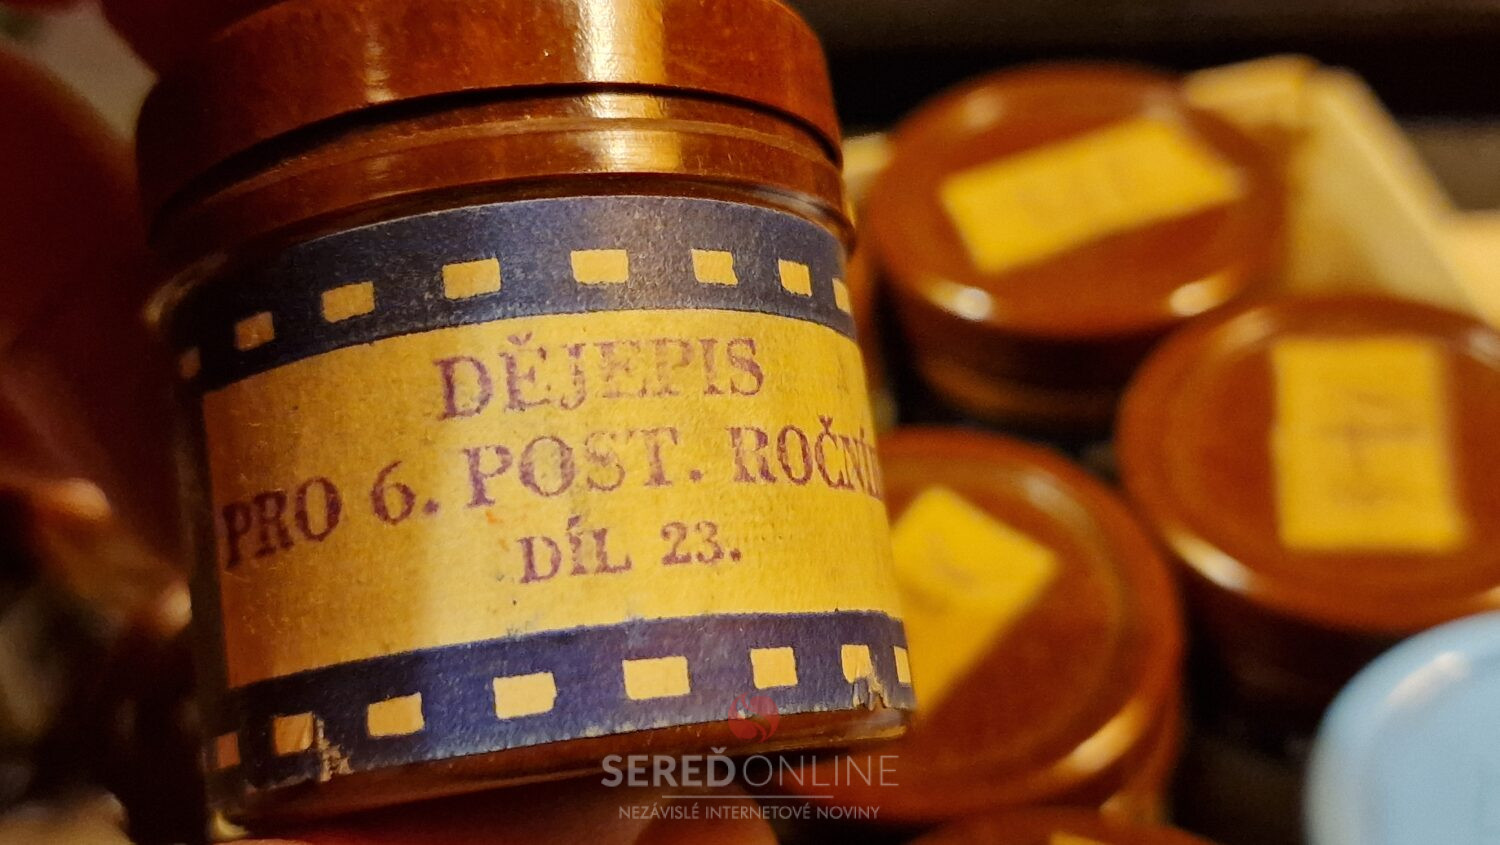 DĚJEPIS
PRO 6. POST. ROČNÍ
DÍL 23.
SEREĎONLINE
NEZÁVISLÉ INTERNETOVÉ NOVINY